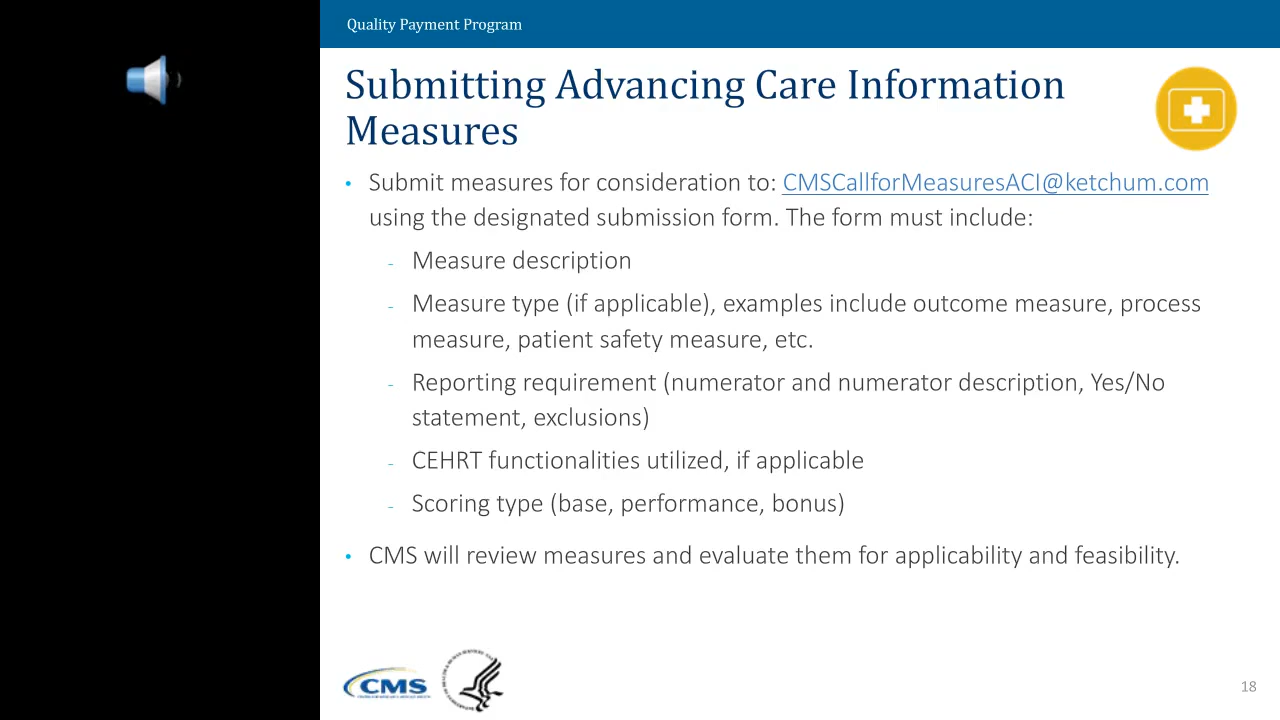 Quality Payment Program
Submitting Advancing Care Information
Measures
• Submit measures for consideration to: CMSCallforMeasuresACI@ketchum.com
using the designated submission form. The form must include:
- Measure description
- Measure type (if applicable), examples include outcome measure, process
measure, patient safety measure, etc.
- Reporting requirement (numerator and numerator description, Yes/No
statement, exclusions)
- CEHRT functionalities utilized, if applicable
- Scoring type (base, performance, bonus)
• CMS will review measures and evaluate them for applicability and feasibility.
CMS
18